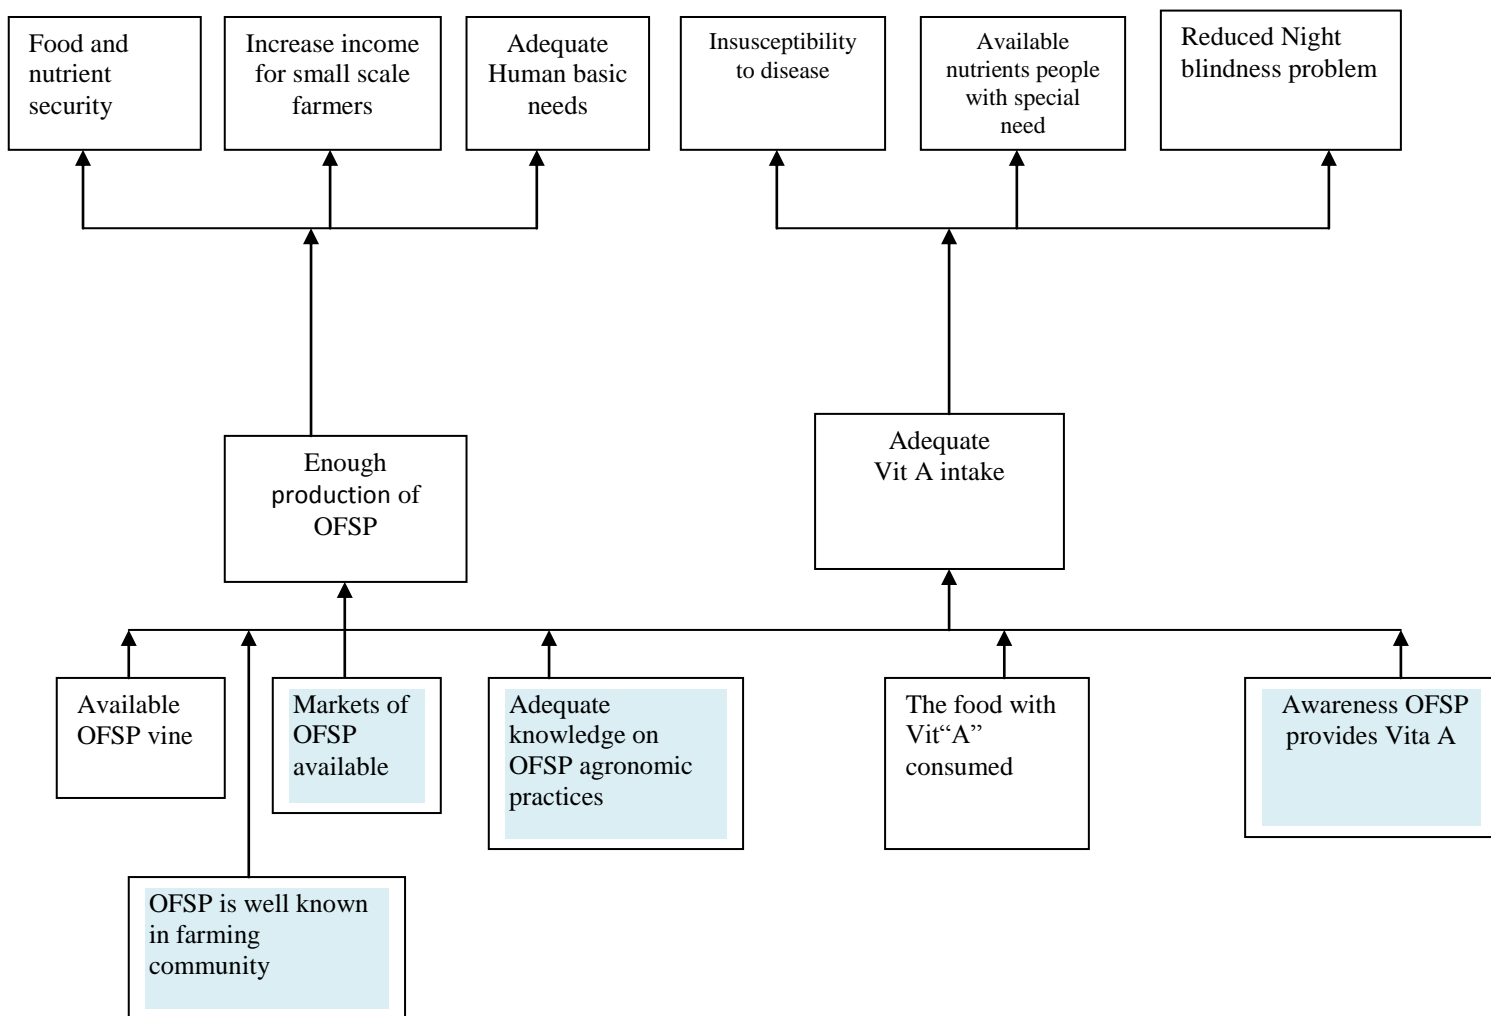 Food and
nutrient
security
Increase income
for small scale
farmers
Adequate
Human basic
needs
Insusceptibility
to disease
Available
nutrients people
with special
need
Reduced Night
blindness problem
Enough
production of
OFSP
Adequate
Vit A intake
Available
OFSP vine
Markets of
OFSP
available
Adequate
knowledge on
OFSP agronomic
practices
The food with
Vit“A”
consumed
Awareness OFSP
provides Vita A
OFSP is well known
in farming
community